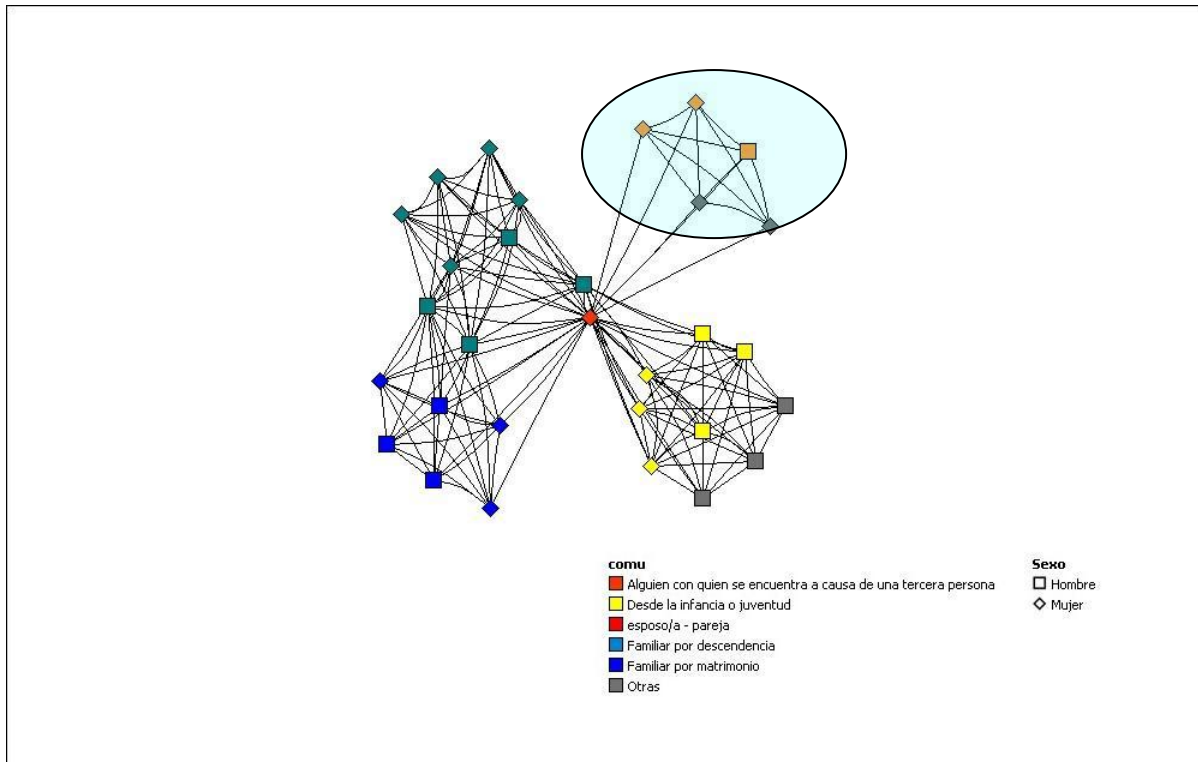 comu
Alguien con quien se encuentra a causa de una tercera persona
Desde la infancia o juventud
esposo/a - pareja
Familiar por descendencia
Familiar por matrimonio
Otras
Sexo
Hombre
Mujer